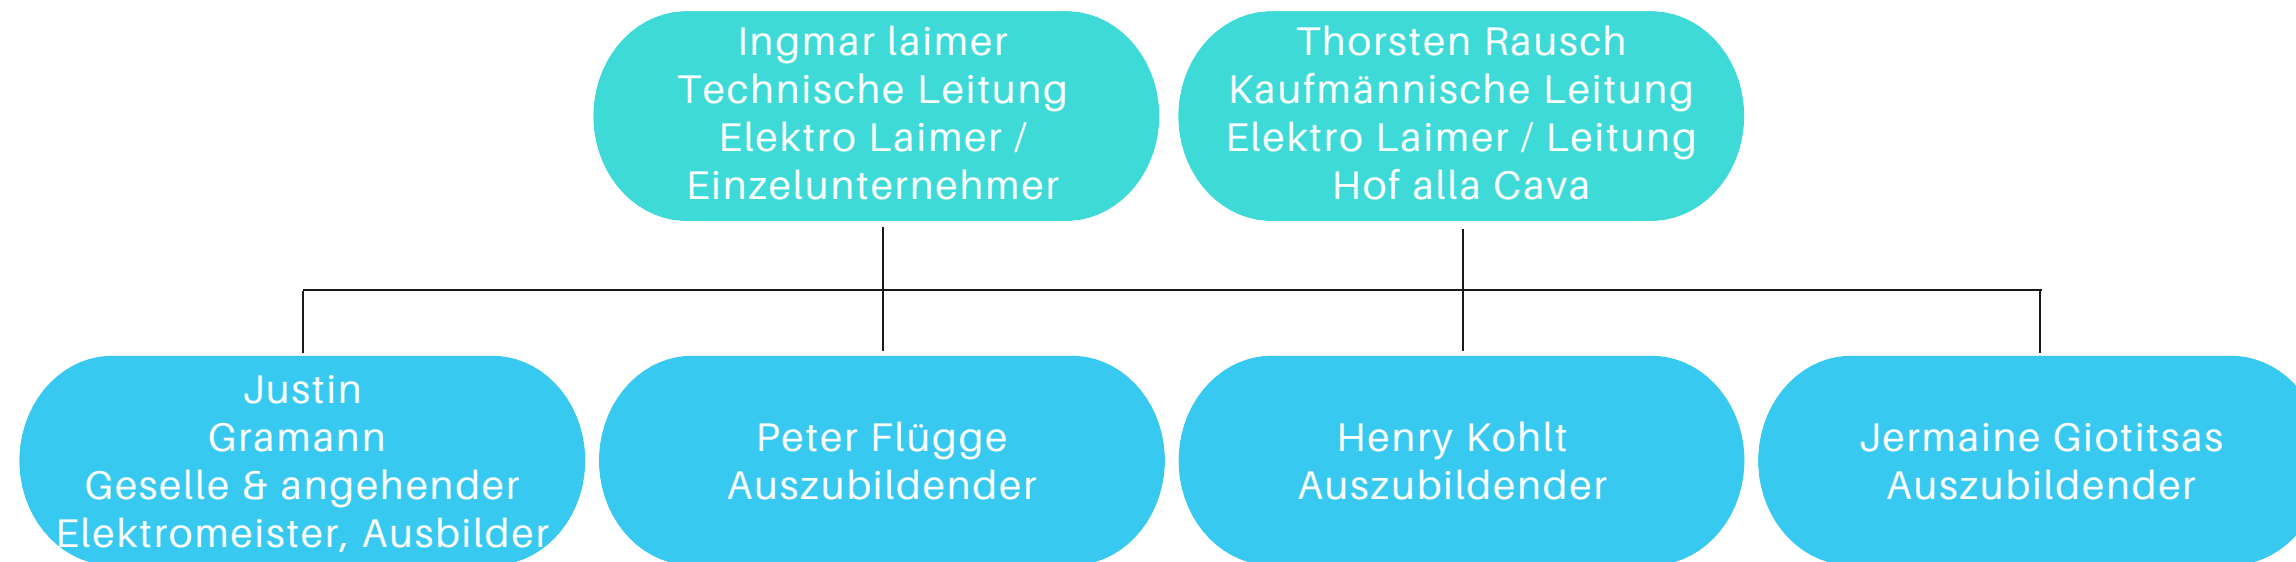 Ingmar laimer
Technische Leitung
Elektro Laimer /
Einzelunternehmer
Thorsten Rausch
Kaufmännische Leitung
Elektro Laimer / Leitung
Hof alla Cava
Justin
Gramann
Geselle & angehender
Elektromeister, Ausbilder
Peter Flügge
Auszubildender
Henry Kohlt
Auszubildender
Jermaine Giotitsas
Auszubildender